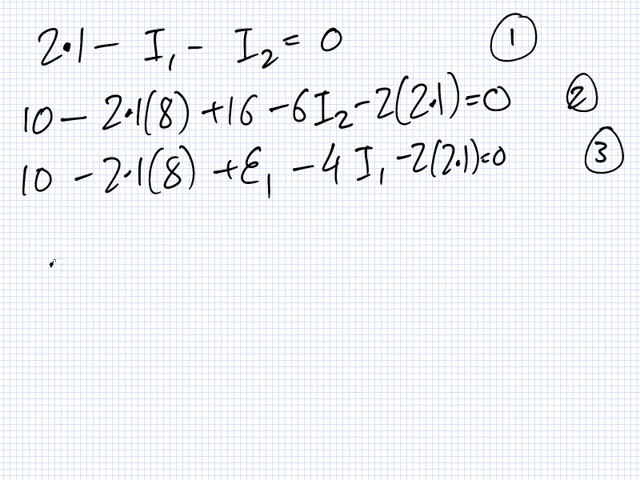 2·1 − I₁ − I₂ = 0 ①
10 − 2·1(8) + 16 − 6I₂ − 2(2·1) = 0 ②
10 − 2·1(8) + ε₁ − 4I₁ − 2(2·1) = 0 ③